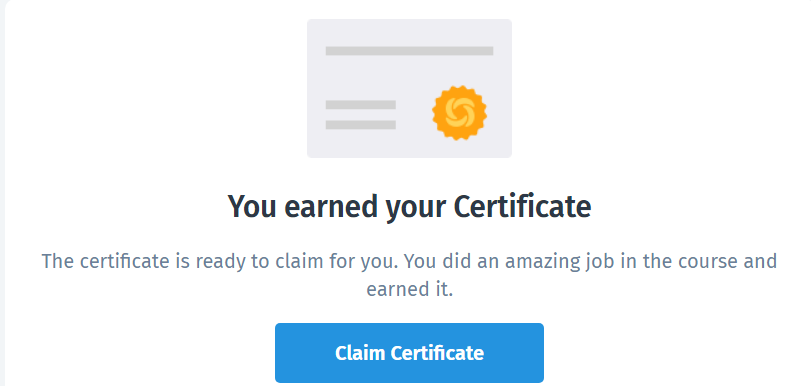 You earned your Certificate
The certificate is ready to claim for you. You did an amazing job in the course and
earned it.
Claim Certificate